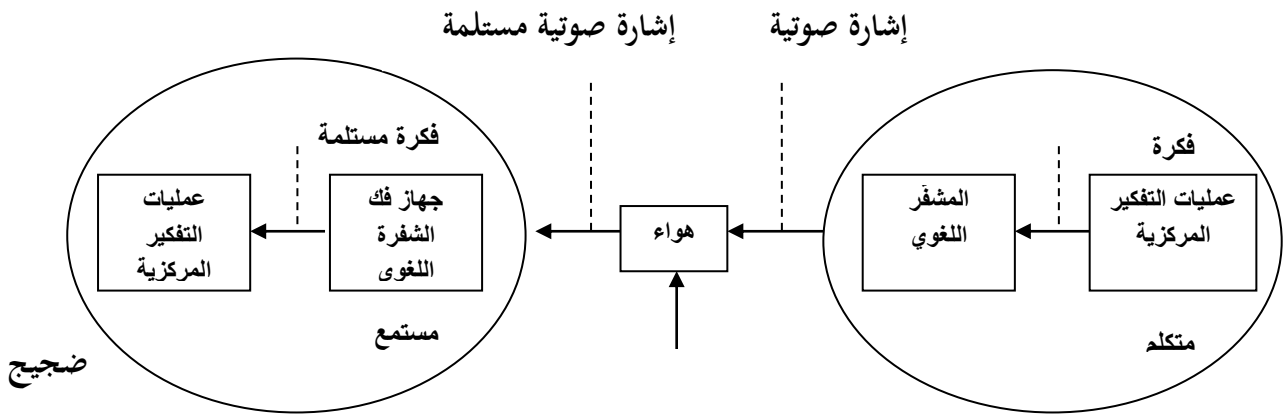 إشارة صوتية
إشارة صوتية مستلمة
فكرة
عمليات التفكير
المركزية
المشفّر
اللغوي
متكلم
هواء
فكرة مستلمة
جهاز فك
الشفرة
اللغوى
عمليات
التفكير
المركزية
مستمع
ضجيج